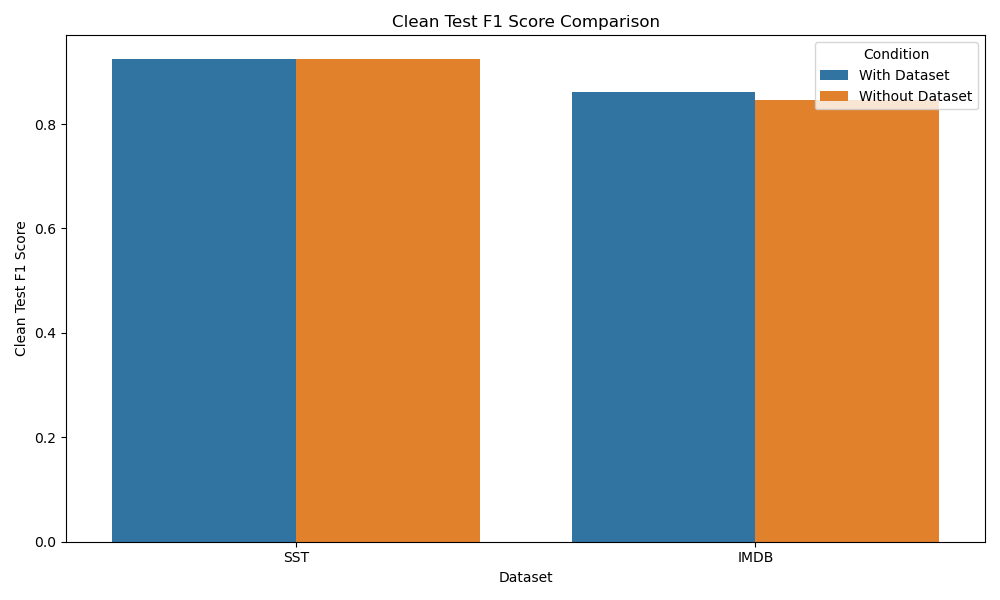 Clean Test F1 Score Comparison
Condition
With Dataset
Without Dataset
Clean Test F1 Score
0.8
0.6
0.4
0.2
0.0
SST
IMDB
Dataset